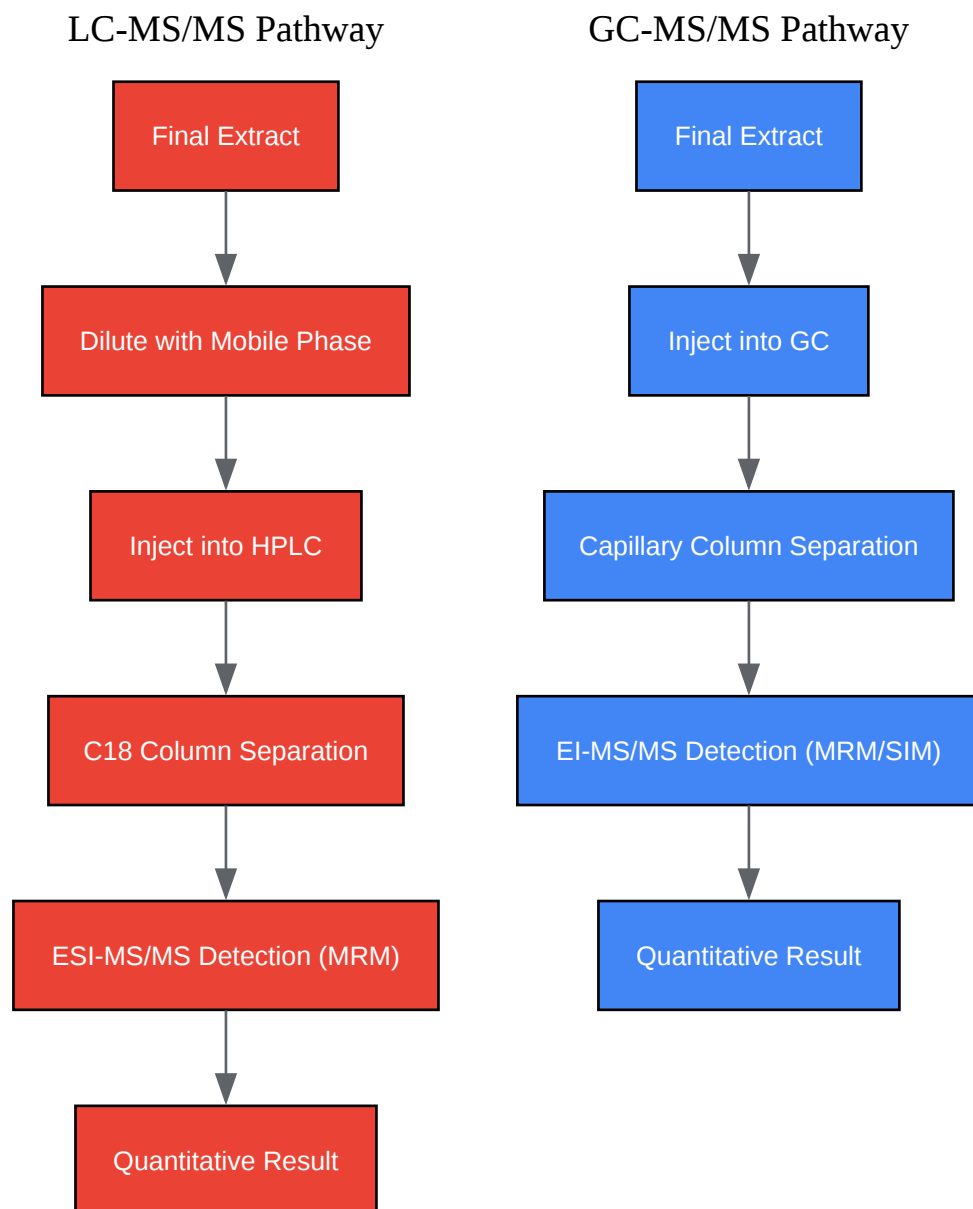 LC-MS/MS Pathway
Final Extract
Dilute with Mobile Phase
Inject into HPLC
C18 Column Separation
ESI-MS/MS Detection (MRM)
Quantitative Result
GC-MS/MS Pathway
Final Extract
Inject into GC
Capillary Column Separation
EI-MS/MS Detection (MRM/SIM)
Quantitative Result